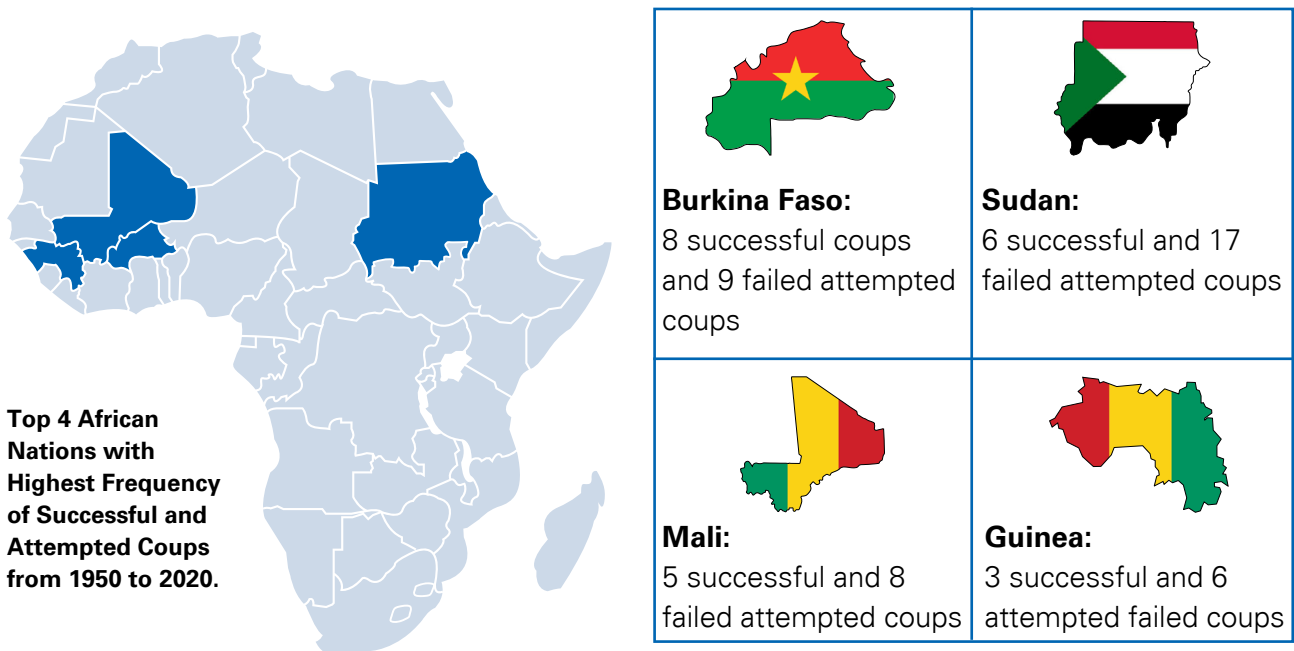 Top 4 African
Nations with
Highest Frequency
of Successful and
Attempted Coups
from 1950 to 2020.
Burkina Faso:
8 successful coups
and 9 failed attempted
coups
Sudan:
6 successful and 17
failed attempted coups
Mali:
5 successful and 8
failed attempted coups
Guinea:
3 successful and 6
attempted failed coups